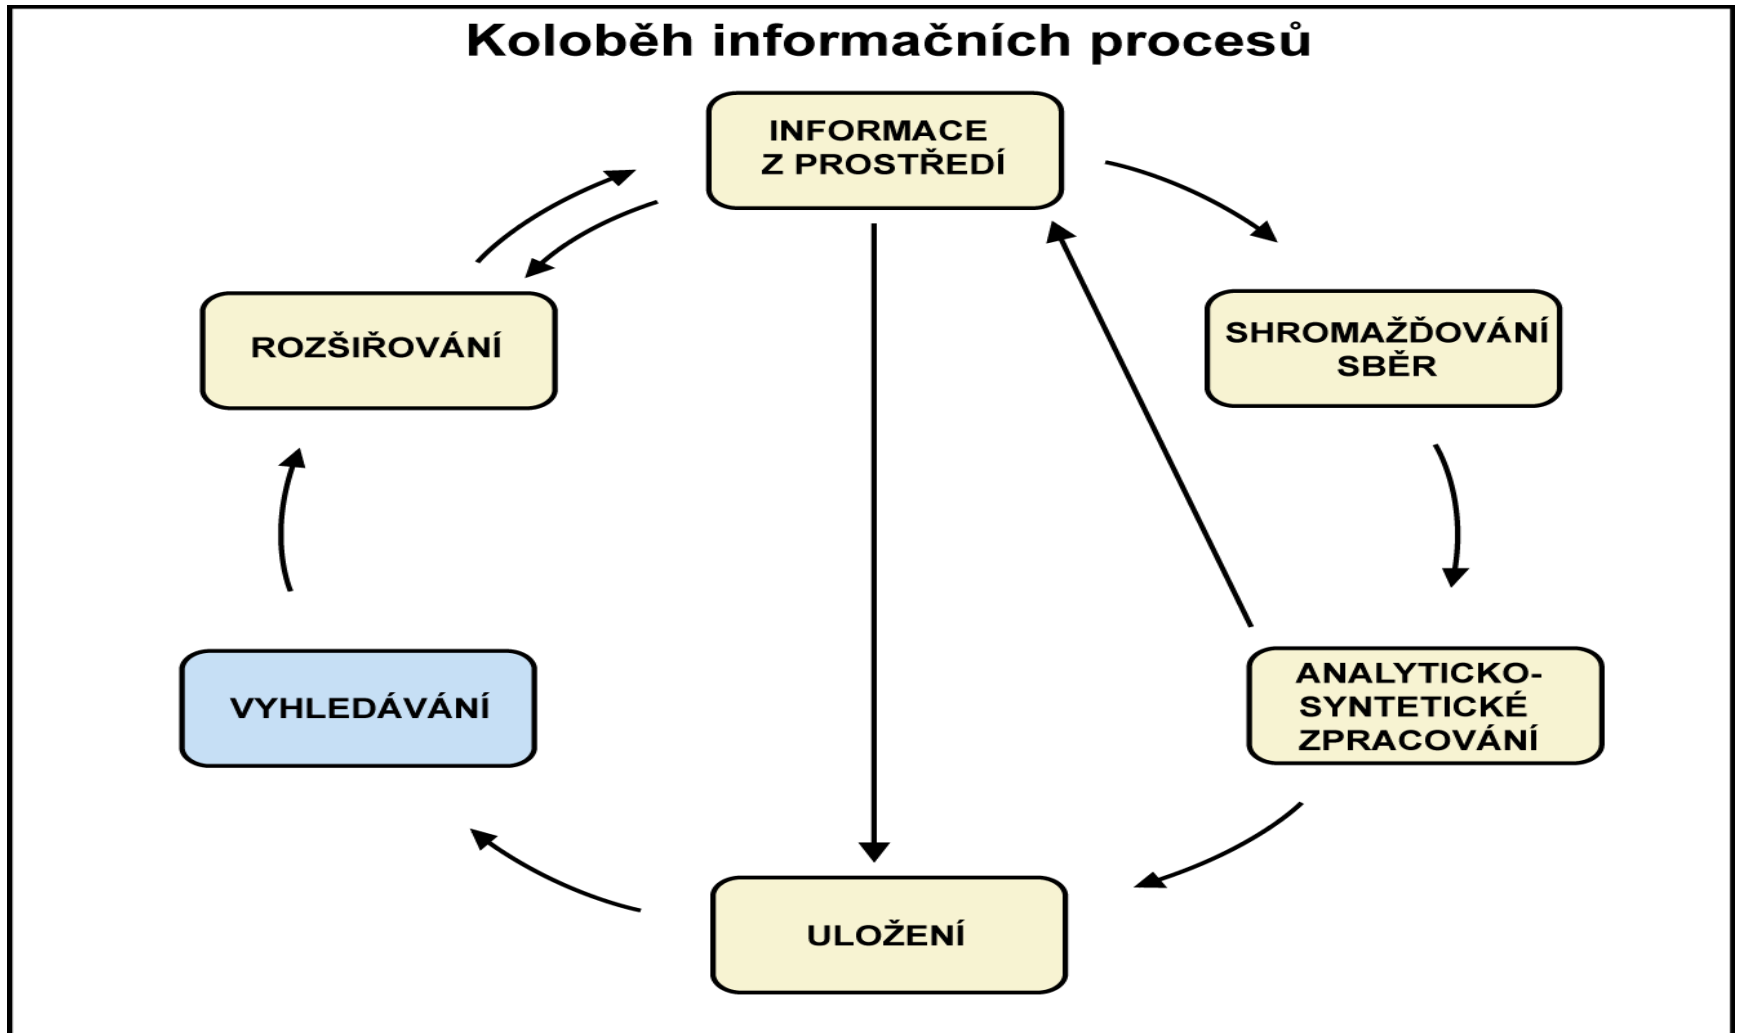 Koloběh informačních procesů
INFORMACE
Z PROSTŘEDÍ
ROZŠIŘOVÁNÍ
SHROMAŽĎOVÁNÍ
SBĚR
VYHLEDÁVÁNÍ
ANALYTICKO-
SYNTETICKÉ
ZPRACOVÁNÍ
ULOŽENÍ